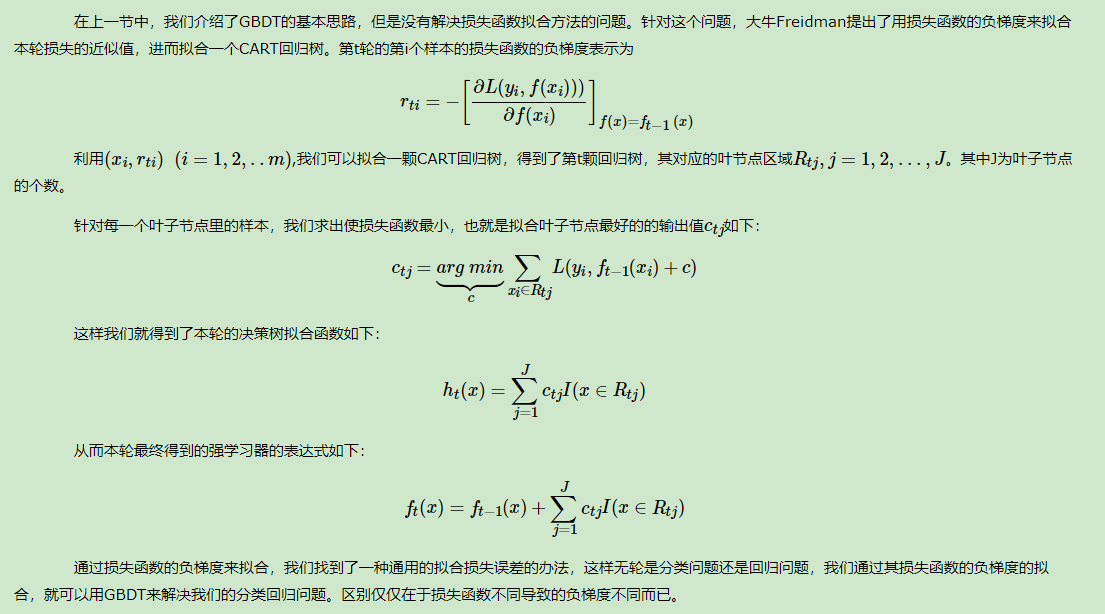 在上一节中，我们介绍了GBDT的基本思路，但是没有解决损失函数拟合方法的问题。针对这个问题，大牛Freidman提出了用损失函数的负梯度来拟合
本轮损失的近似值，进而拟合一个CART回归树。第t轮的第i个样本的损失函数的负梯度表示为
$r_{ti} = -\left[\frac{\partial L(y_i, f(x_i)))}{\partial f(x_i)}\right]_{f(x)=f_{t-1}(x)}$
利用$(x_i, r_{ti})\ (i=1,2,..m)$,我们可以拟合一颗CART回归树，得到了第t颗回归树，其对应的叶节点区域$R_{tj}, j=1,2,...,J$。其中J为叶子节点
的个数。
针对每一个叶子节点里的样本，我们求出使损失函数最小，也就是拟合叶子节点最好的的输出值$c_{tj}$如下：
$c_{tj} = \underbrace{arg\ min}_{c} \sum_{x_i \in R_{tj}} L(y_i, f_{t-1}(x_i) + c)$
这样我们就得到了本轮的决策树拟合函数如下：
$h_t(x) = \sum_{j=1}^{J} c_{tj} I(x \in R_{tj})$
从而本轮最终得到的强学习器的表达式如下：
$f_t(x) = f_{t-1}(x) + \sum_{j=1}^{J} c_{tj} I(x \in R_{tj})$
通过损失函数的负梯度来拟合，我们找到了一种通用的拟合损失误差的办法，这样无轮是分类问题还是回归问题，我们通过其损失函数的负梯度的拟
合，就可以用GBDT来解决我们的分类回归问题。区别仅仅在于损失函数不同导致的负梯度不同而已。